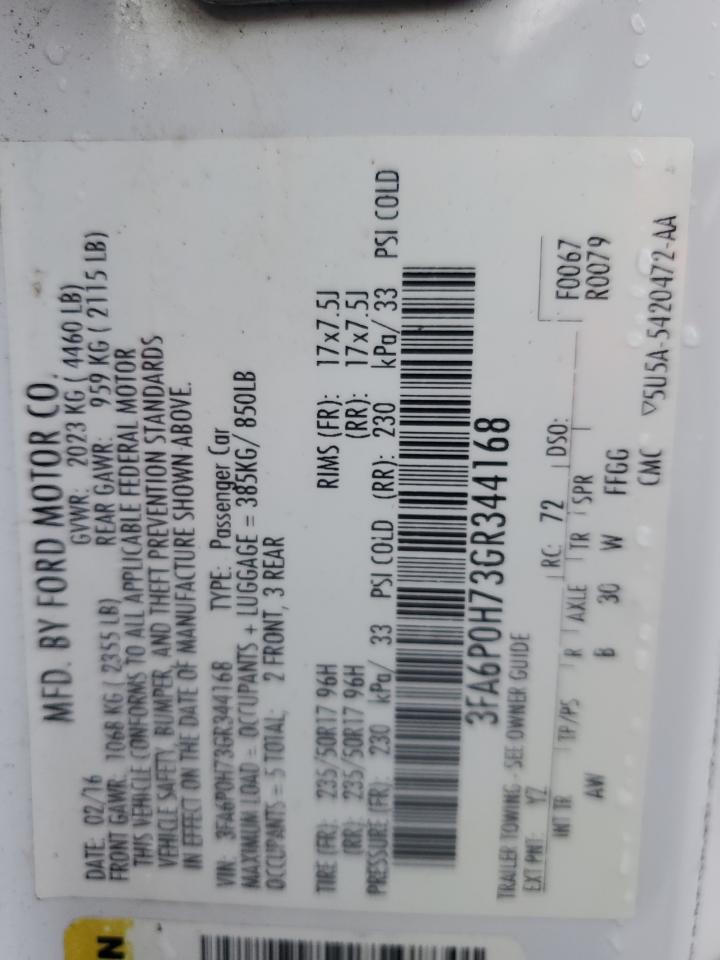 MFD. BY FORD MOTOR CO.
DATE: 02/16 GVWR: 2023 KG ( 4460 LB)
FRONT GAWR: 1068 KG ( 2355 LB) REAR GAWR: 959 KG ( 2115 LB)
THIS VEHICLE CONFORMS TO ALL APPLICABLE FEDERAL MOTOR
VEHICLE SAFETY, BUMPER, AND THEFT PREVENTION STANDARDS
IN EFFECT ON THE DATE OF MANUFACTURE SHOWN ABOVE.
VIN: 3FA6P0H73GR344168 TYPE: Passenger Car
MAXIMUM LOAD = OCCUPANTS + LUGGAGE = 385KG/ 850LB
OCCUPANTS = 5 TOTAL; 2 FRONT, 3 REAR
TIRE (FR): 235/50R17 96H RIMS (FR): 17x7.5J
(RR): 235/50R17 96H (RR): 17x7.5J
PRESSURE (FR): 230 kPa/ 33 PSI COLD (RR): 230 kPa/ 33 PSI COLD
3FA6P0H73GR344168
TRAILER TOWING - SEE OWNER GUIDE
EXT PNT: YZ RC: 72 DSO: F0067
R0079
INT TR TP/PS R AXLE TR SPR
AW B 30 W FFGG
CMC ▽5U5A-5420472-AA
N